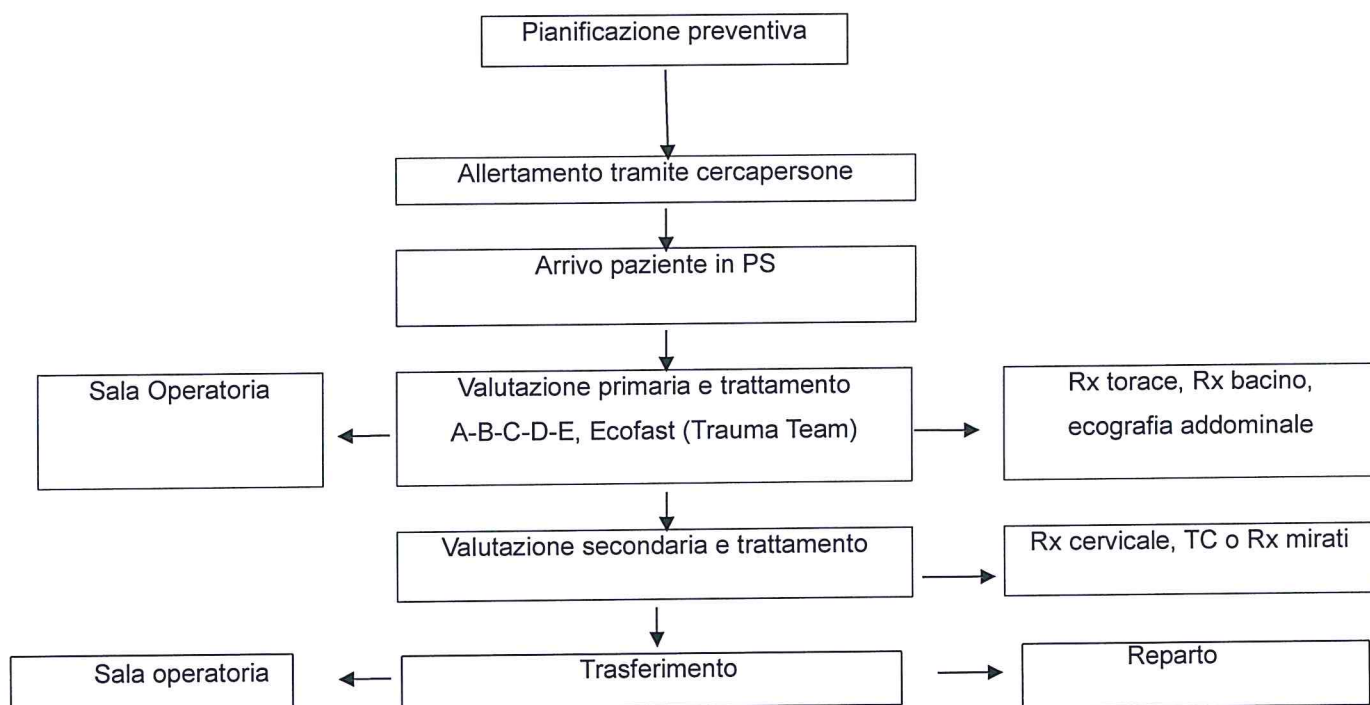 Pianificazione preventiva
Allertamento tramite cercapersone
Arrivo paziente in PS
Sala Operatoria
Valutazione primaria e trattamento
A-B-C-D-E, Ecofast (Trauma Team)
Rx torace, Rx bacino,
ecografia addominale
Valutazione secondaria e trattamento
Rx cervicale, TC o Rx mirati
Sala operatoria
Trasferimento
Reparto